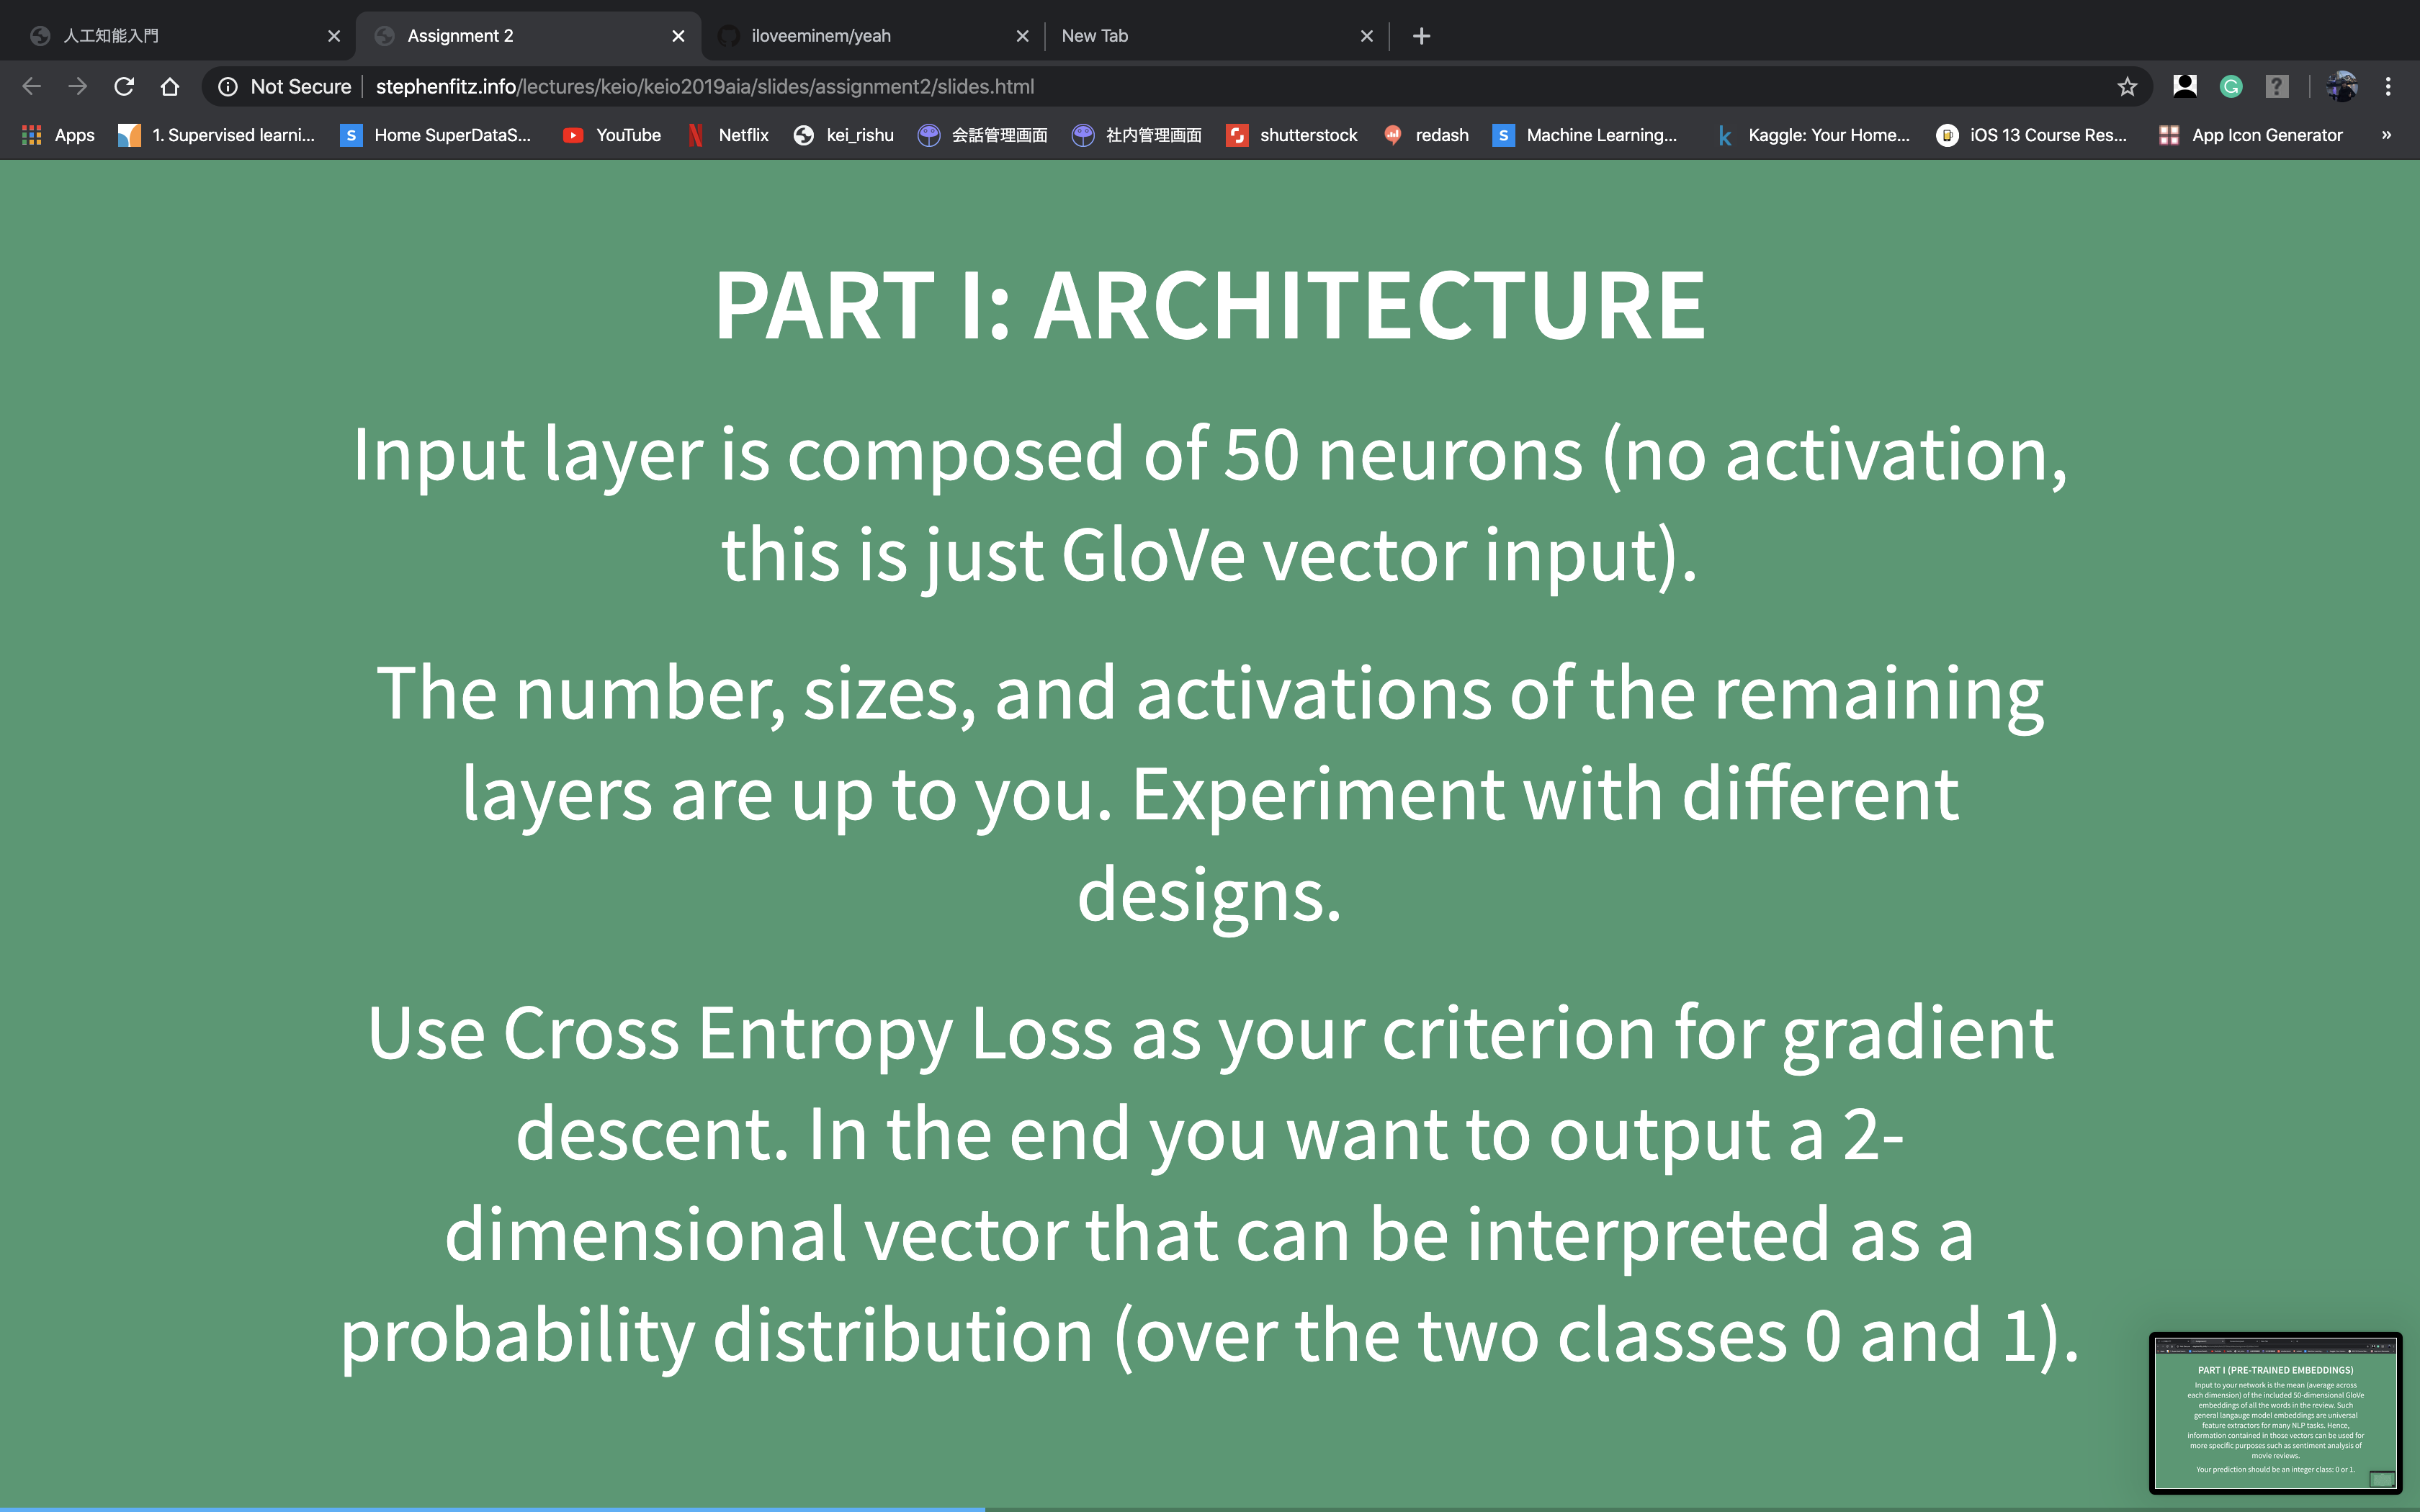 人工知能入門
Assignment 2
iloveeminem/yeah
New Tab
Not Secure
stephenfitz.info/lectures/keio/keio2019aia/slides/assignment2/slides.html
Apps
1. Supervised learni...
Home SuperDataS...
YouTube
Netflix
kei_rishu
会話管理画面
社内管理画面
shutterstock
redash
Machine Learning...
Kaggle: Your Home...
iOS 13 Course Res...
App Icon Generator
»
PART I: ARCHITECTURE
Input layer is composed of 50 neurons (no activation,
this is just GloVe vector input).
The number, sizes, and activations of the remaining
layers are up to you. Experiment with different
designs.
Use Cross Entropy Loss as your criterion for gradient
descent. In the end you want to output a 2-
dimensional vector that can be interpreted as a
probability distribution (over the two classes 0 and 1).
PART I (PRE-TRAINED EMBEDDINGS)
Input to your network is the mean (average across
each dimension) of the included 50-dimensional GloVe
embeddings of all the words in the review. Such
general langauge model embeddings are universal
feature extractors for many NLP tasks. Hence,
information contained in those vectors can be used for
more specific purposes such as sentiment analysis of
movie reviews.
Your prediction should be an integer class: 0 or 1.